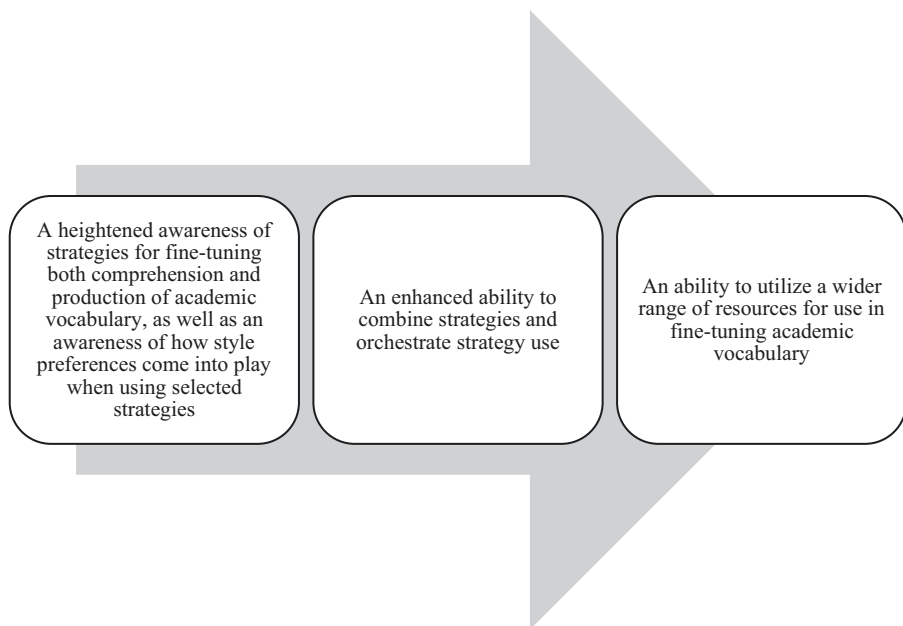 A heightened awareness of
strategies for fine-tuning
both comprehension and
production of academic
vocabulary, as well as an
awareness of how style
preferences come into play
when using selected
strategies
An enhanced ability to
combine strategies and
orchestrate strategy use
An ability to utilize a wider
range of resources for use in
fine-tuning academic
vocabulary